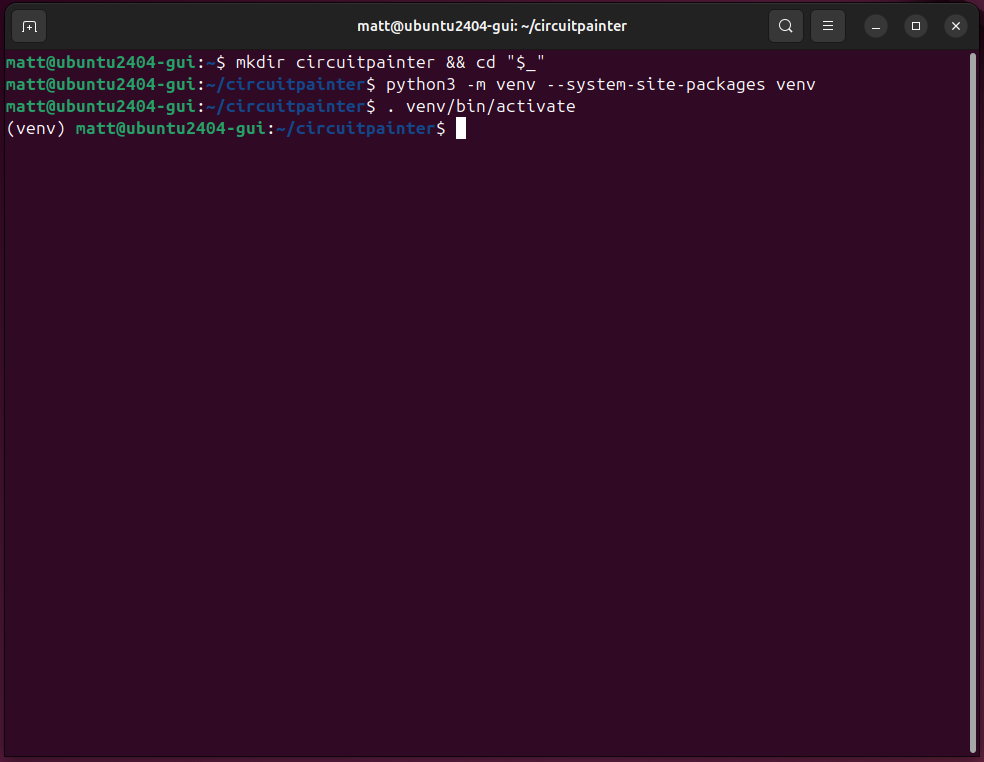 matt@ubuntu2404-gui: ~/circuitpainter
matt@ubuntu2404-gui:~$ mkdir circuitpainter && cd "$_"
matt@ubuntu2404-gui:~/circuitpainter$ python3 -m venv --system-site-packages venv
matt@ubuntu2404-gui:~/circuitpainter$ . venv/bin/activate
(venv) matt@ubuntu2404-gui:~/circuitpainter$